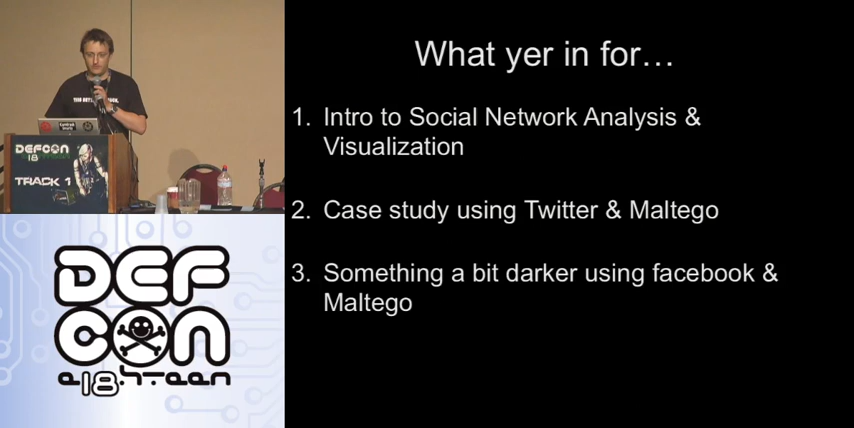 What yer in for…
1. Intro to Social Network Analysis &
Visualization
2. Case study using Twitter & Maltego
3. Something a bit darker using facebook &
Maltego
DEFCON
18
TRACK 1
DEF
CON
e18hteen